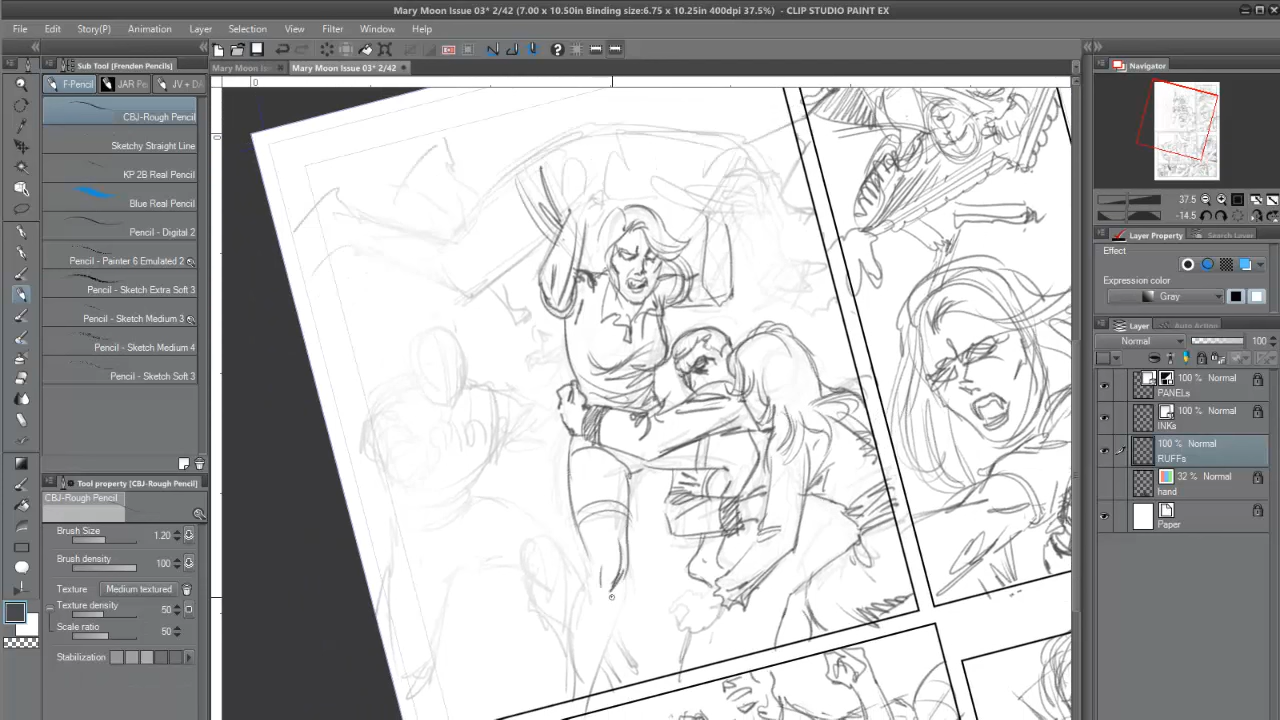 Mary Moon Issue 03* 2/42 (7.00 x 10.50in Binding size:6.75 x 10.25in 400dpi 37.5%) - CLIP STUDIO PAINT EX
File Edit Story(P) Animation Layer Selection View Filter Window Help
Sub Tool (Frenden Pencils)
F-Pencil JAR Pe JV + DA
CBJ-Rough Pencil
Sketchy Straight Line
KP 2B Real Pencil
Blue Real Pencil
Pencil - Digital 2
Pencil - Painter 6 Emulated 2
Pencil - Sketch Extra Soft 3
Pencil - Sketch Medium 3
Pencil - Sketch Medium 4
Pencil - Sketch Soft 3
Tool property [CBJ-Rough Pencil]
CBJ-Rough Pencil
Brush Size 1.20
Brush density 100
Texture Medium textured
Texture density 50
Scale ratio 50
Stabilization
Mary Moon Iss Mary Moon Issue 03* 2/42
0
Navigator
37.5
-14.5
Layer Property Search Layer
Effect
Expression color
Gray
Layer Auto Action
Normal 100
100 % Normal
PANELs
100 % Normal
INKs
100 % Normal
RUFFs
32 % Normal
hand
Paper